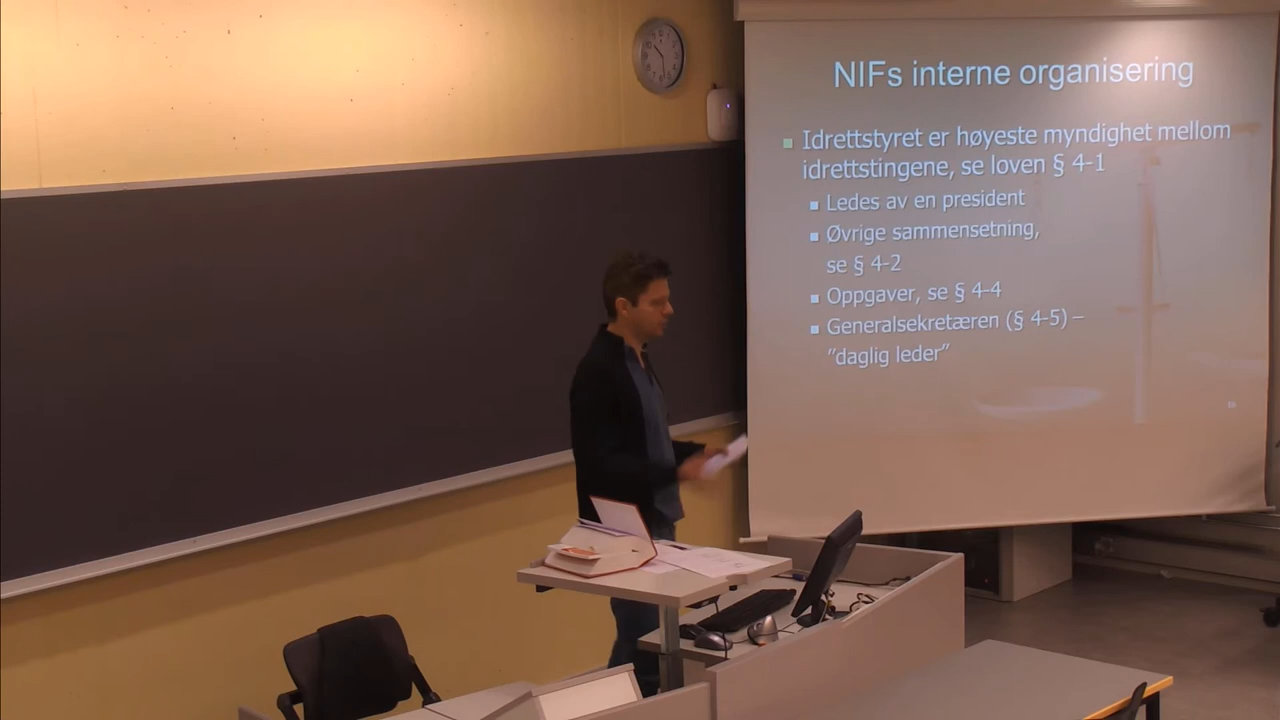 NIFs interne organisering
Idrettstyret er høyeste myndighet mellom
idrettstingene, se loven § 4-1
Ledes av en president
Øvrige sammensetning,
se § 4-2
Oppgaver, se § 4-4
Generalsekretæren (§ 4-5) –
"daglig leder"